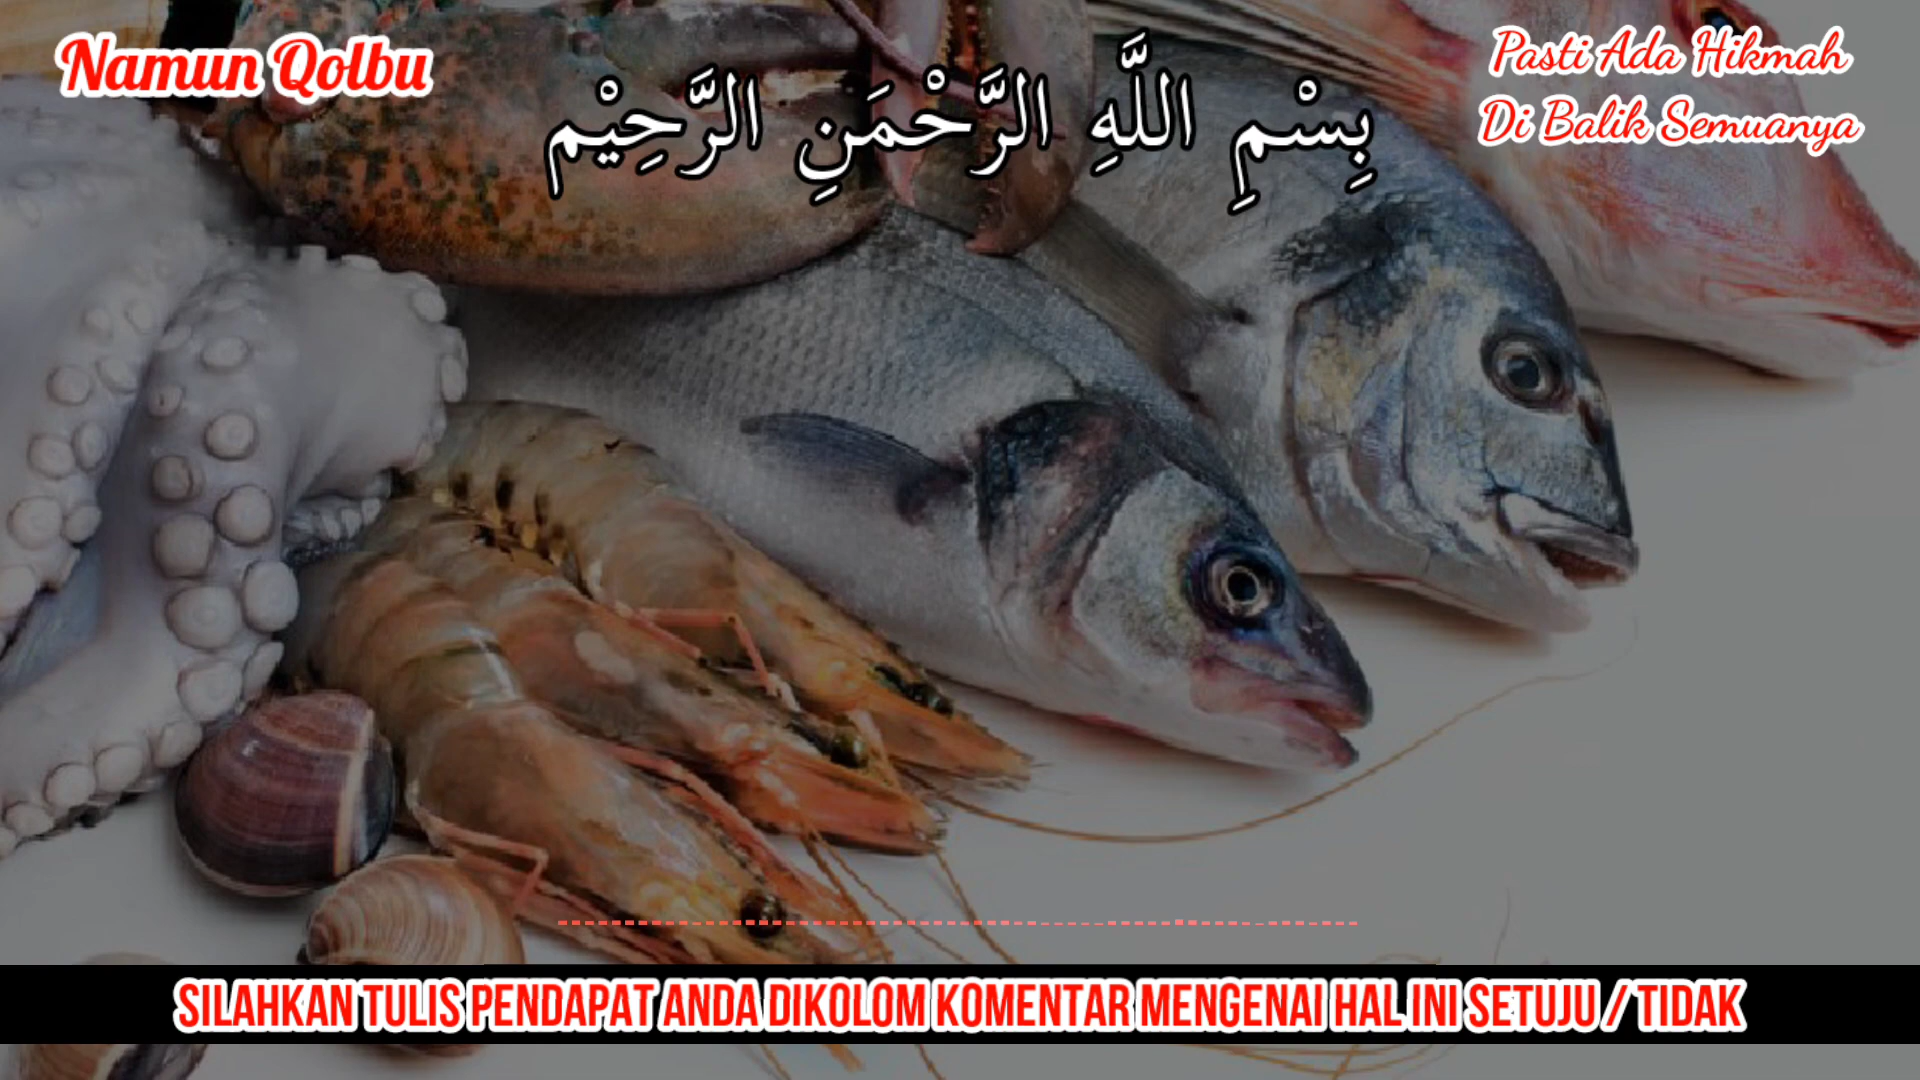 Namun Qolbu
بِسْمِ اللَّهِ الرَّحْمَنِ الرَّحِيْم
Pasti Ada Hikmah
Di Balik Semuanya
SILAHKAN TULIS PENDAPAT ANDA DIKOLOM KOMENTAR MENGENAI HAL INI SETUJU / TIDAK